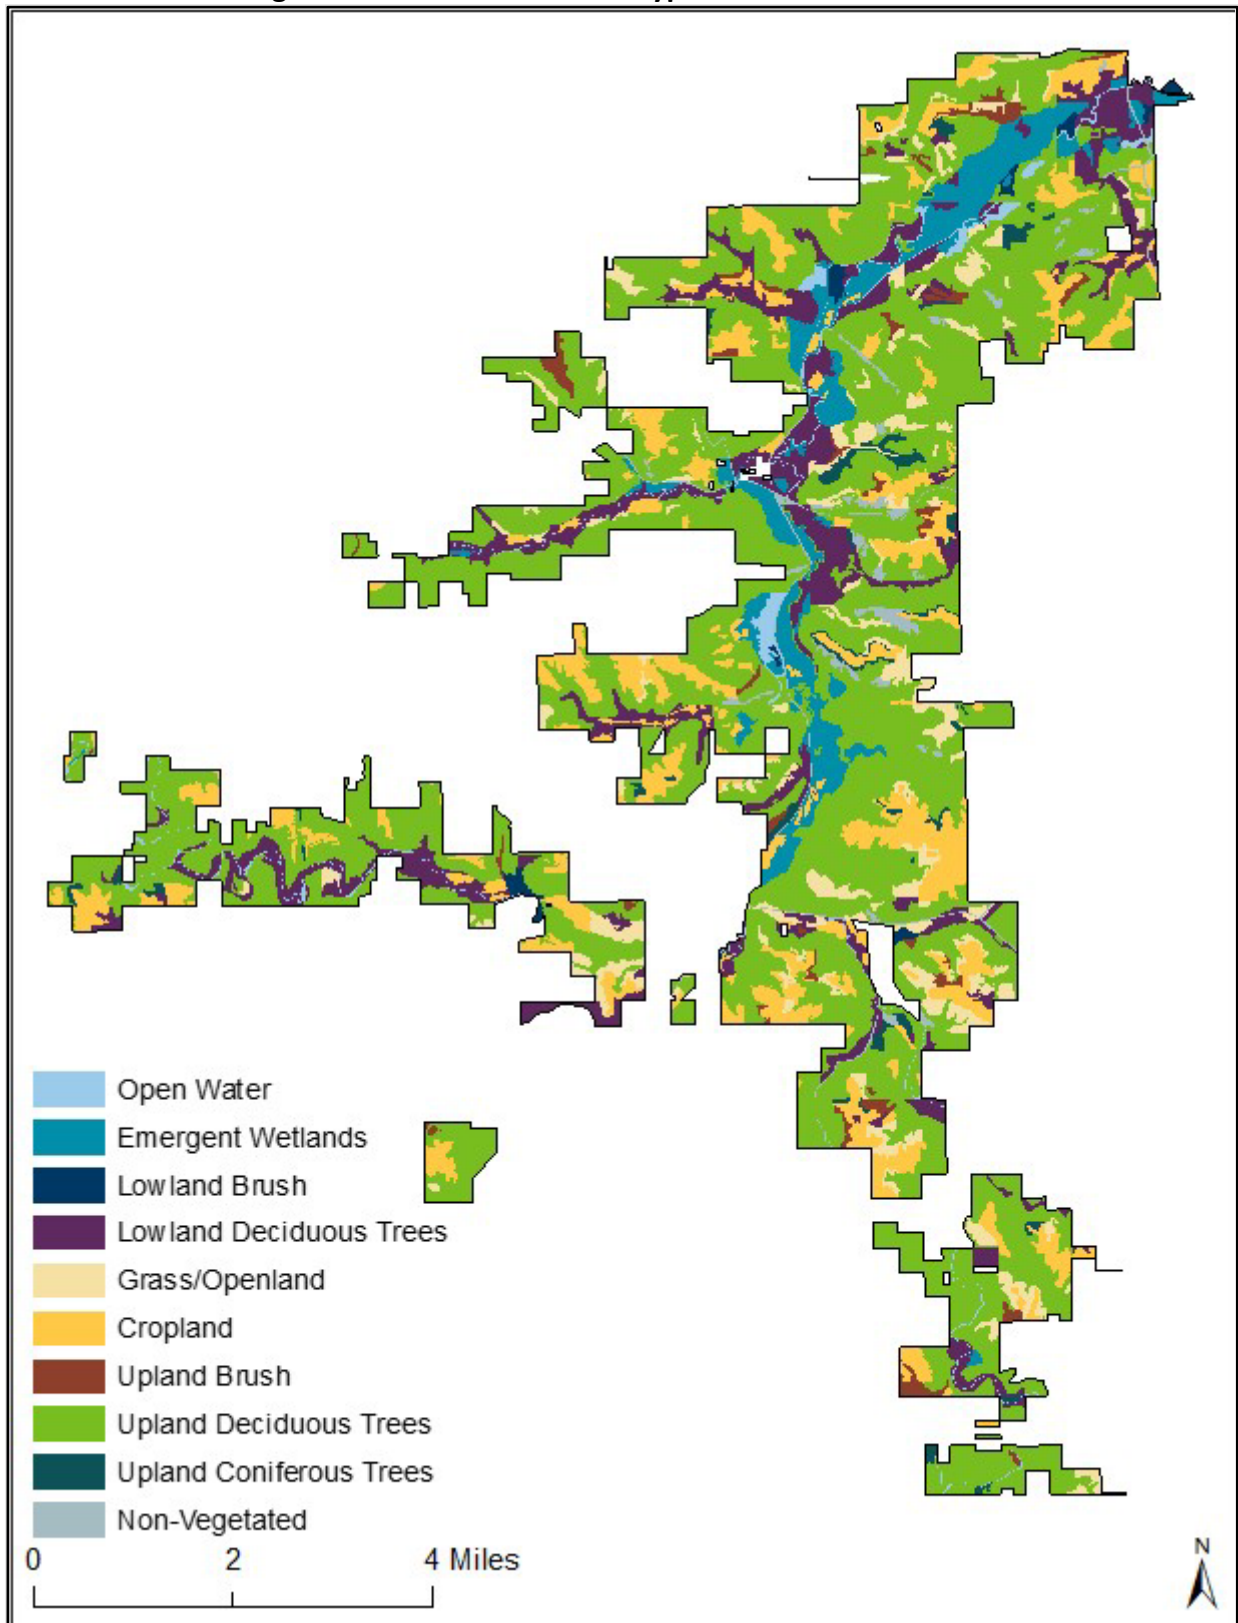 Open Water
Emergent Wetlands
Lowland Brush
Lowland Deciduous Trees
Grass/Openland
Cropland
Upland Brush
Upland Deciduous Trees
Upland Coniferous Trees
Non-Vegetated
0 2 4 Miles
N